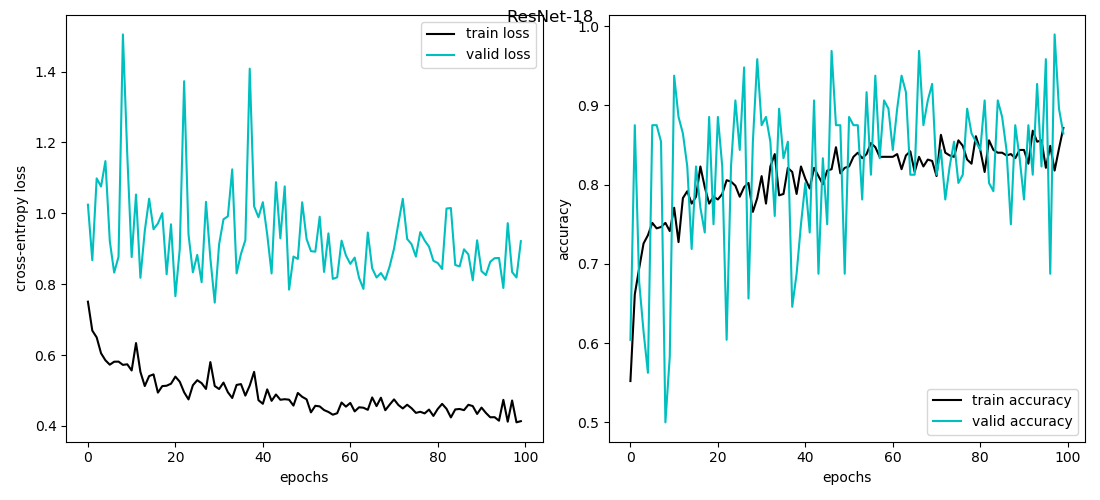 ResNet-18
train loss
valid loss
cross-entropy loss
1.4
1.2
1.0
0.8
0.6
0.4
0 20 40 60 80 100
epochs
accuracy
1.0
0.9
0.8
0.7
0.6
0.5
train accuracy
valid accuracy
0 20 40 60 80 100
epochs